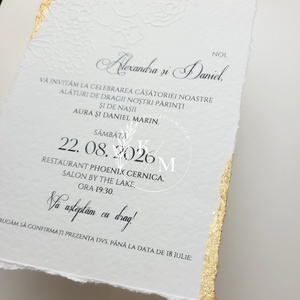 NOI,
Alexandra și Daniel,
VĂ INVITĂM LA CELEBRAREA CĂSĂTORIEI NOASTRE
ALĂTURI DE DRAGII NOȘTRI PĂRINȚI
ȘI DE NAȘII
AURA ȘI DANIEL MARIN.
SÂMBĂTĂ
22. 08. 2026
RESTAURANT PHOENIX CERNICA,
SALON BY THE LAKE,
ORA 19:30.
Vă așteptăm cu drag!
RUGĂM SĂ CONFIRMAȚI PREZENȚA DVS. PÂNĂ LA DATA DE 18 IULIE: